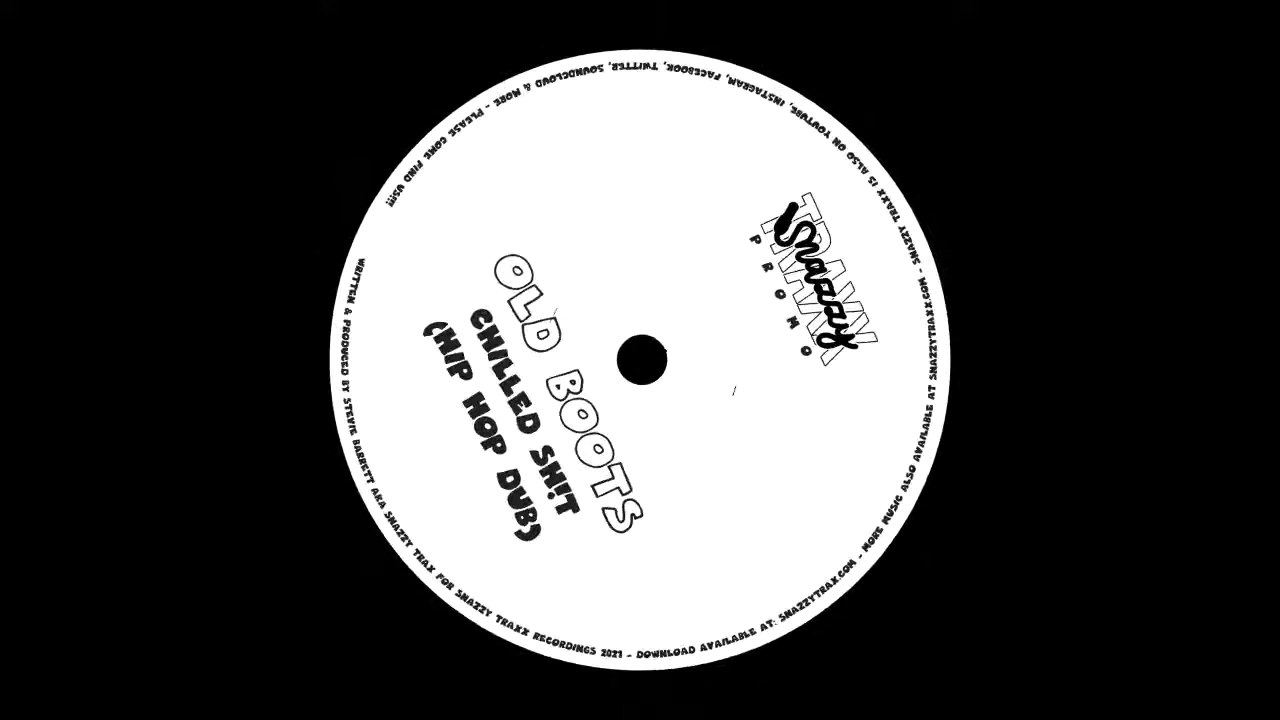 TRAXX
Snazzy
PROMO
OLD BOOTS
CHILLED SH!T
(HIP HOP DUB)
WRITTEN & PRODUCED BY STEVIE BARRETT AKA SNAZZY TRAX FOR SNAZZY TRAXX RECORDINGS 2021 - DOWNLOAD AVAILABLE AT: SNAZZYTRAX.COM - MORE MUSIC ALSO AVAILABLE AT SNAZZYTRAXX.COM - SNAZZY TRAXX IS ALSO ON YOUTUBE, INSTAGRAM, FACEBOOK, TWITTER, SOUNDCLOUD & MORE - PLEASE COME FIND US!!!